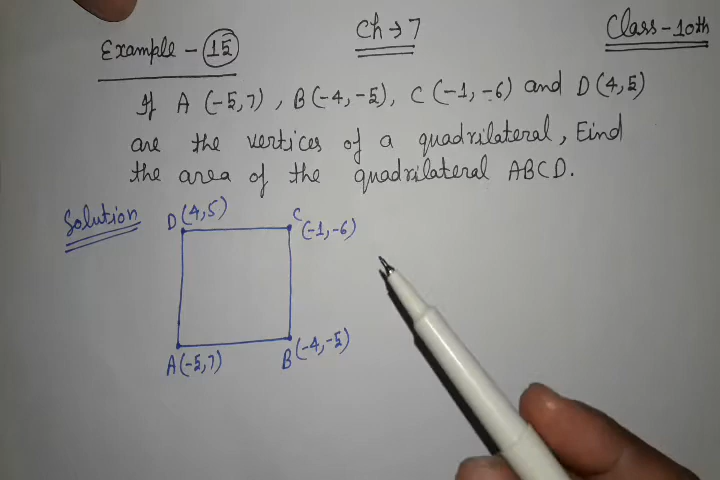 Example - 15 Ch → 7 Class - 10th
If A (-5,7), B(-4,-5), C (-1,-6) and D(4,5)
are the vertices of a quadrilateral, Find
the area of the quadrilateral ABCD.
Solution
D (4,5) C (-1,-6)
A(-5,7) B(-4,-5)